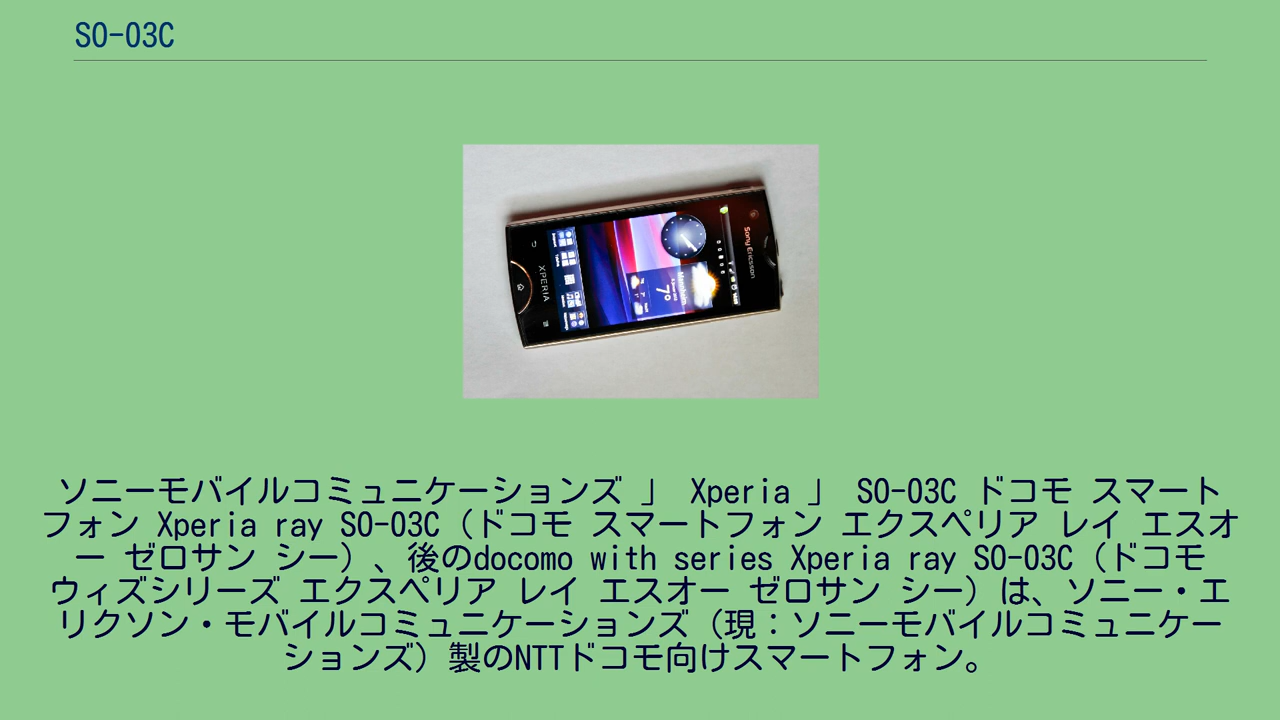 SO-03C
Sony Ericsson
XPERIA
7°
ソニーモバイルコミュニケーションズ 」 Xperia 」 SO-03C ドコモ スマート
フォン Xperia ray SO-03C（ドコモ スマートフォン エクスペリア レイ エスオ
ー ゼロサン シー）、後のdocomo with series Xperia ray SO-03C（ドコモ
ウィズシリーズ エクスペリア レイ エスオー ゼロサン シー）は、ソニー・エ
リクソン・モバイルコミュニケーションズ（現：ソニーモバイルコミュニケー
ションズ）製のNTTドコモ向けスマートフォン。